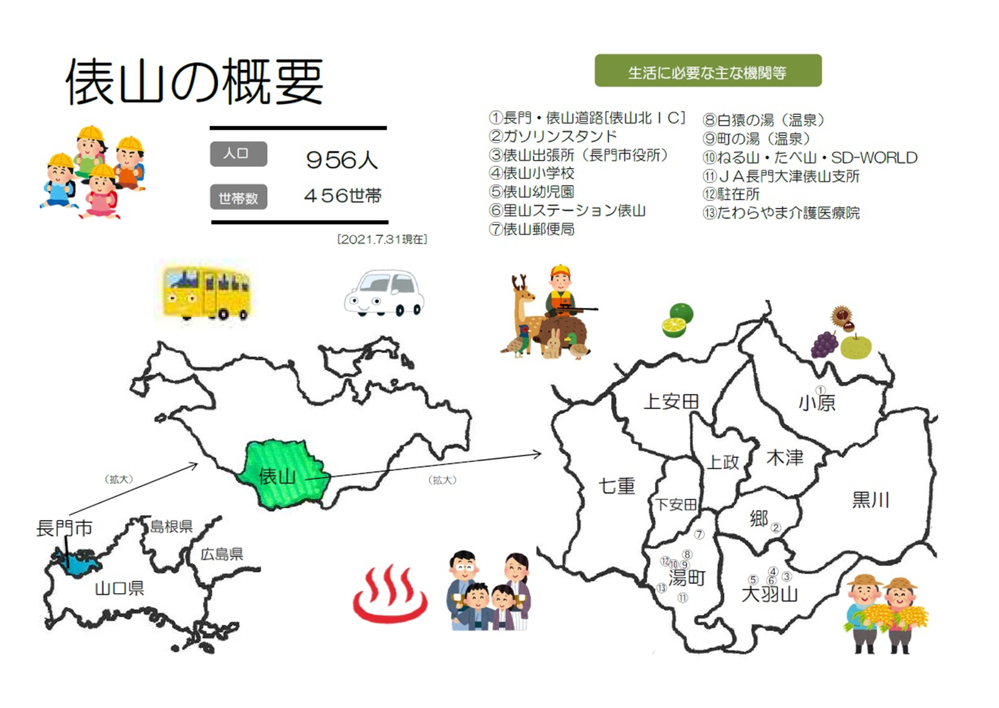 俵山の概要
人口
956人
世帯数
456世帯
[2021.7.31現在]
生活に必要な主な機関等
①長門・俵山道路[俵山北ＩＣ]
②ガソリンスタンド
③俵山出張所（長門市役所）
④俵山小学校
⑤俵山幼児園
⑥里山ステーション俵山
⑦俵山郵便局
⑧白猿の湯（温泉）
⑨町の湯（温泉）
⑩ねる山・たべ山・SD-WORLD
⑪ＪＡ長門大津俵山支所
⑫駐在所
⑬たわらやま介護医療院
俵山
（拡大）
（拡大）
長門市
島根県
広島県
山口県
①
小原
上安田
木津
上政
七重
下安田
黒川
郷
②
⑦
⑧
⑫⑩⑨
湯町
⑬
⑪
④
⑤ ⑥ ③
大羽山